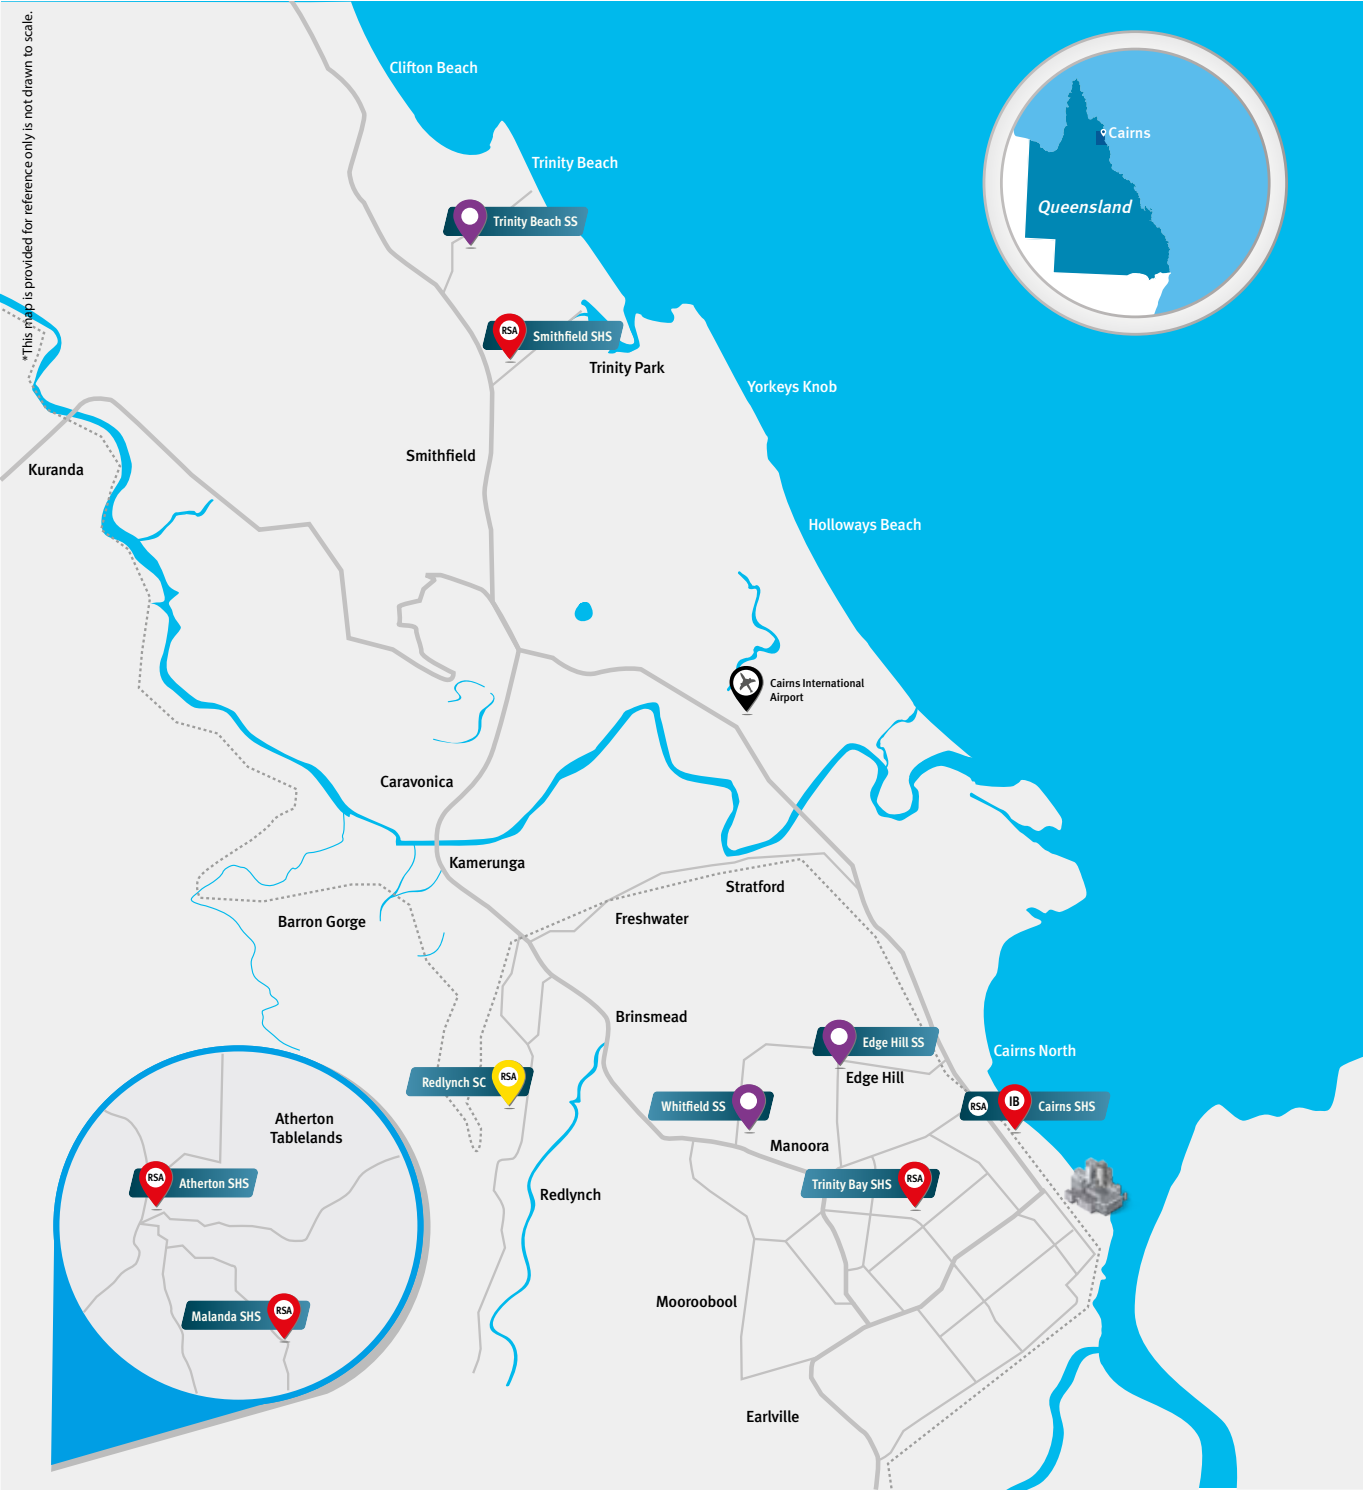 *This map is provided for reference only is not drawn to scale.
Clifton Beach
Cairns
Trinity Beach
Queensland
Trinity Beach SS
RSA
Smithfield SHS
Trinity Park
Yorkeys Knob
Smithfield
Kuranda
Holloways Beach
Cairns International
Airport
Caravonica
Kamerunga
Stratford
Barron Gorge
Freshwater
Brinsmead
Edge Hill SS
Cairns North
Edge Hill
Redlynch SC
RSA
Whitfield SS
RSA
IB
Cairns SHS
Atherton
Tablelands
Manoora
RSA
Atherton SHS
Trinity Bay SHS
RSA
Redlynch
Mooroobool
Malanda SHS
RSA
Earlville